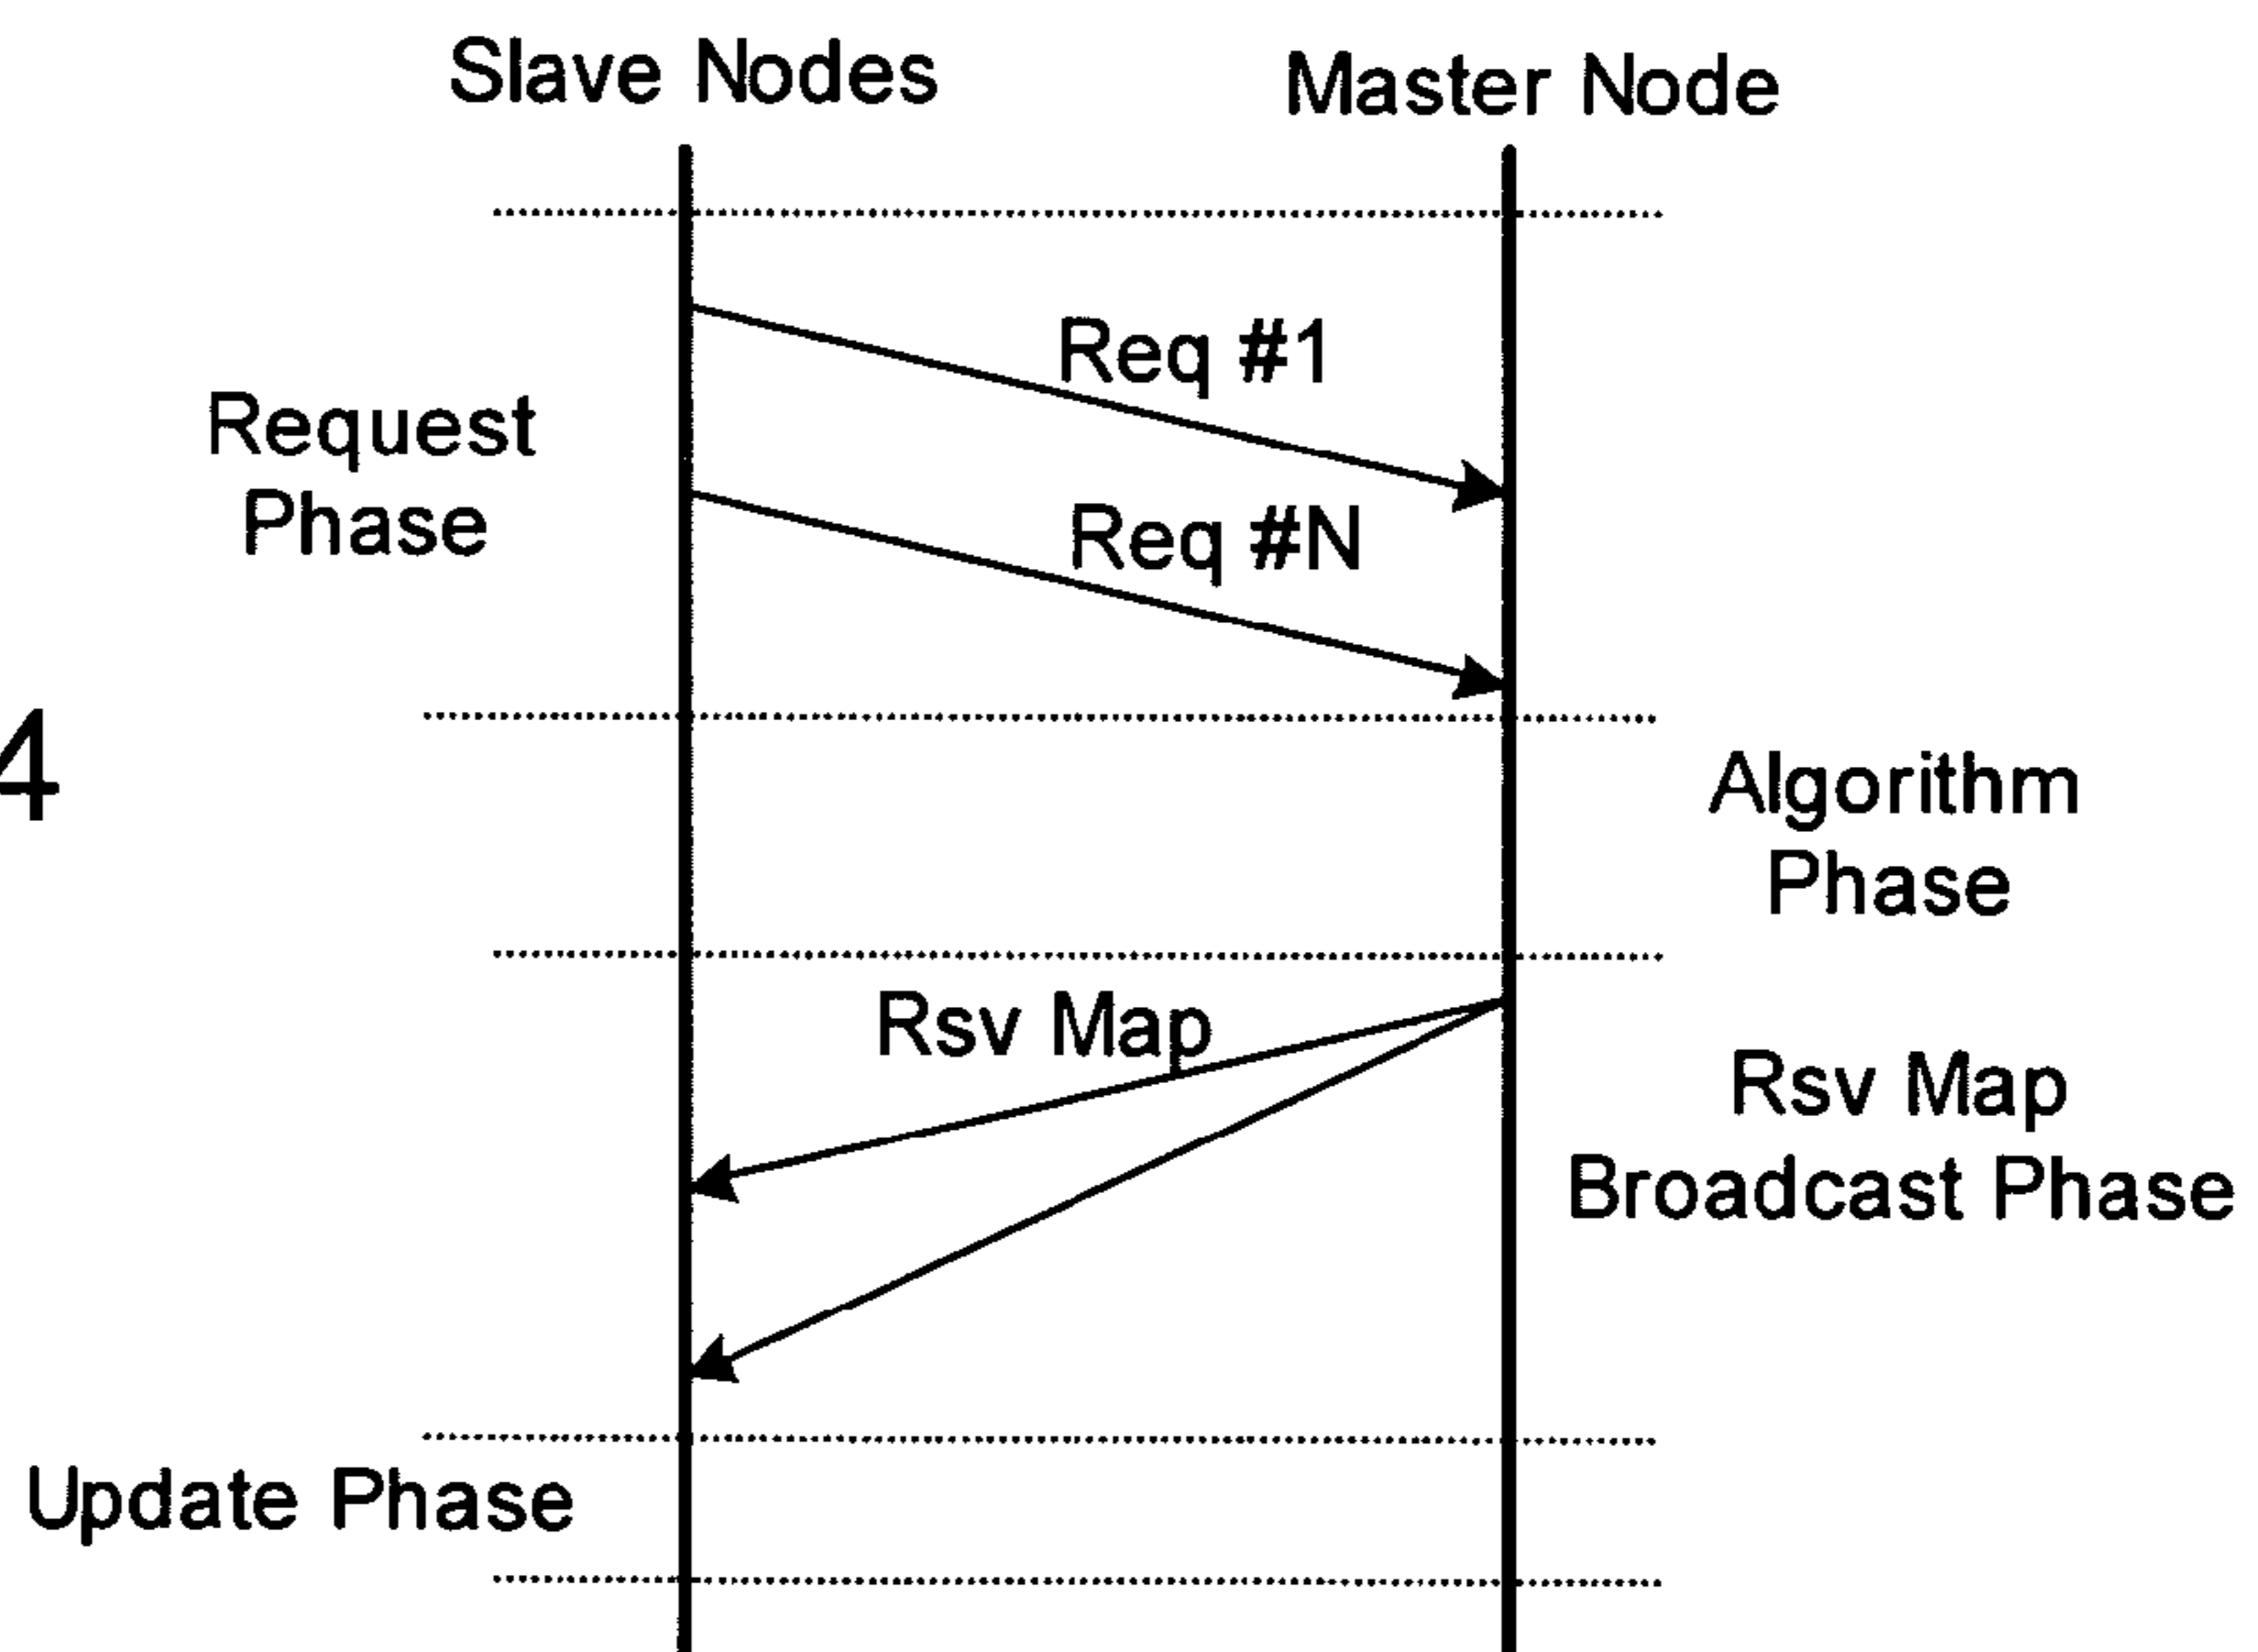 Slave Nodes
Master Node
Req #1
Request
Phase
Req #N
4
Algorithm
Phase
Rsv Map
Rsv Map
Broadcast Phase
Update Phase